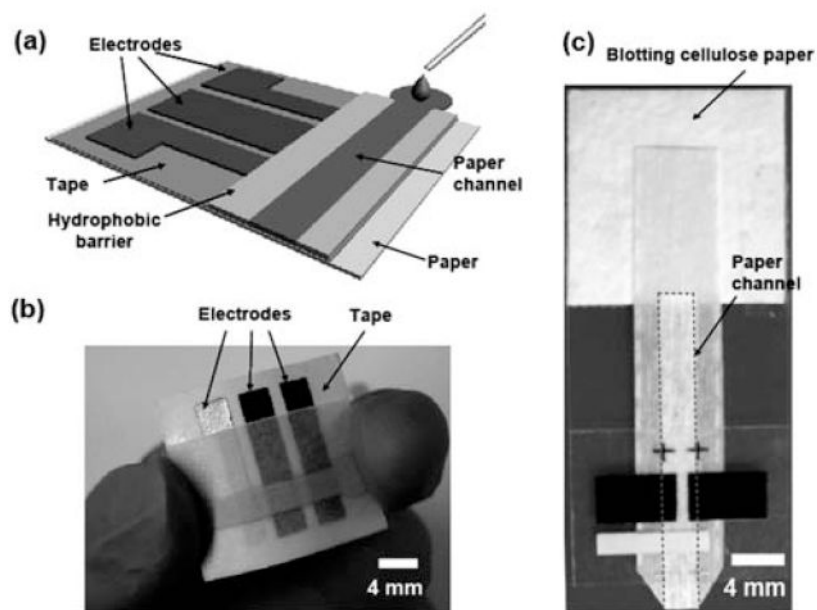 (a)
Electrodes
Tape
Hydrophobic
barrier
Paper
channel
Paper
(b)
Electrodes
Tape
4 mm
(c)
Blotting cellulose paper
Paper
channel
4 mm